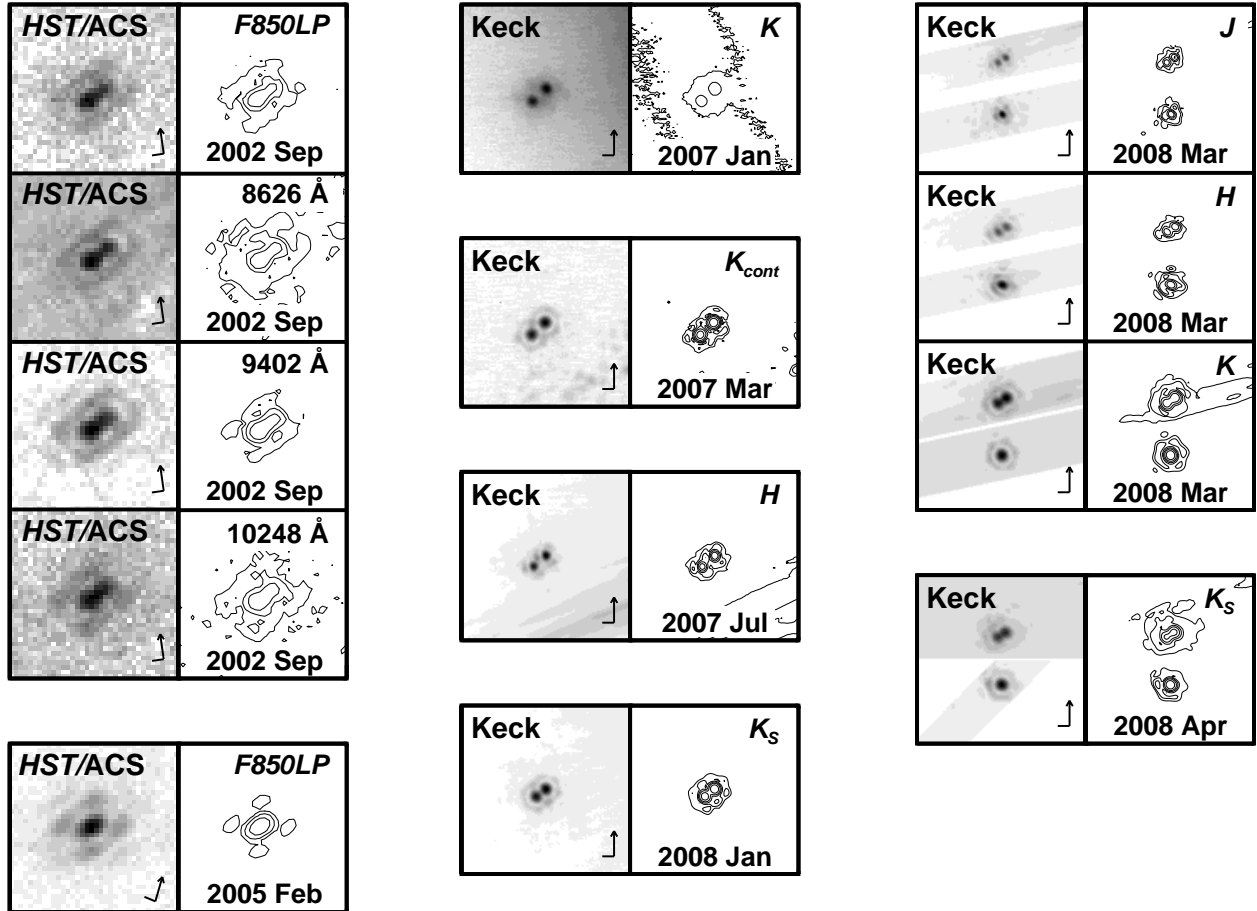 HST/ACS F850LP
2002 Sep
HST/ACS 8626 Å
2002 Sep
HST/ACS 9402 Å
2002 Sep
HST/ACS 10248 Å
2002 Sep
HST/ACS F850LP
2005 Feb
Keck K
2007 Jan
Keck Kcont
2007 Mar
Keck H
2007 Jul
Keck KS
2008 Jan
Keck J
2008 Mar
Keck H
2008 Mar
Keck K
2008 Mar
Keck KS
2008 Apr